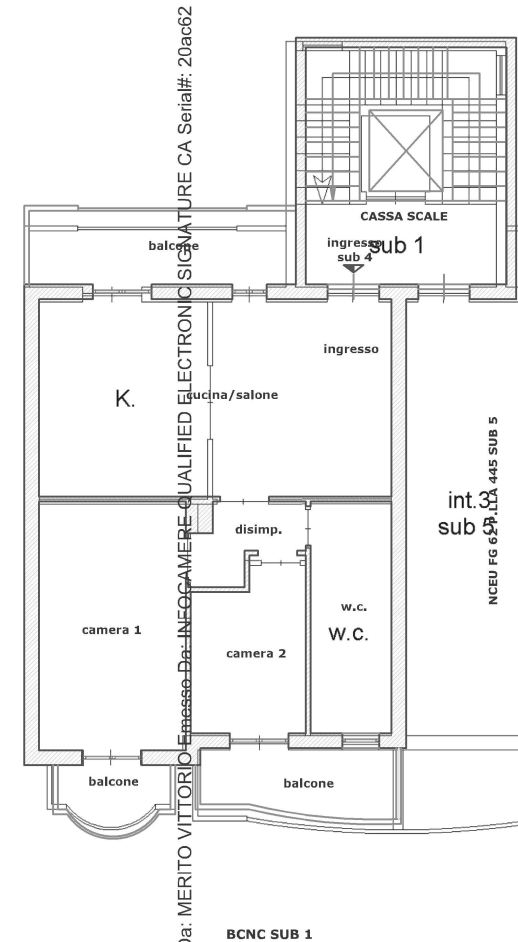 Da: MERITO VITTORIO Emesso Da: INFOCAMERE QUALIFIED ELECTRONIC SIGNATURE CA Serial#: 20ac62
CASSA SCALE
sub 1
ingresso
sub 4
balcone
ingresso
K.
cucina/salone
int.3
sub 5
NCEU FG 62 P.LLA 445 SUB 5
disimp.
camera 1
w.c.
W.C.
camera 2
balcone
balcone
BCNC SUB 1